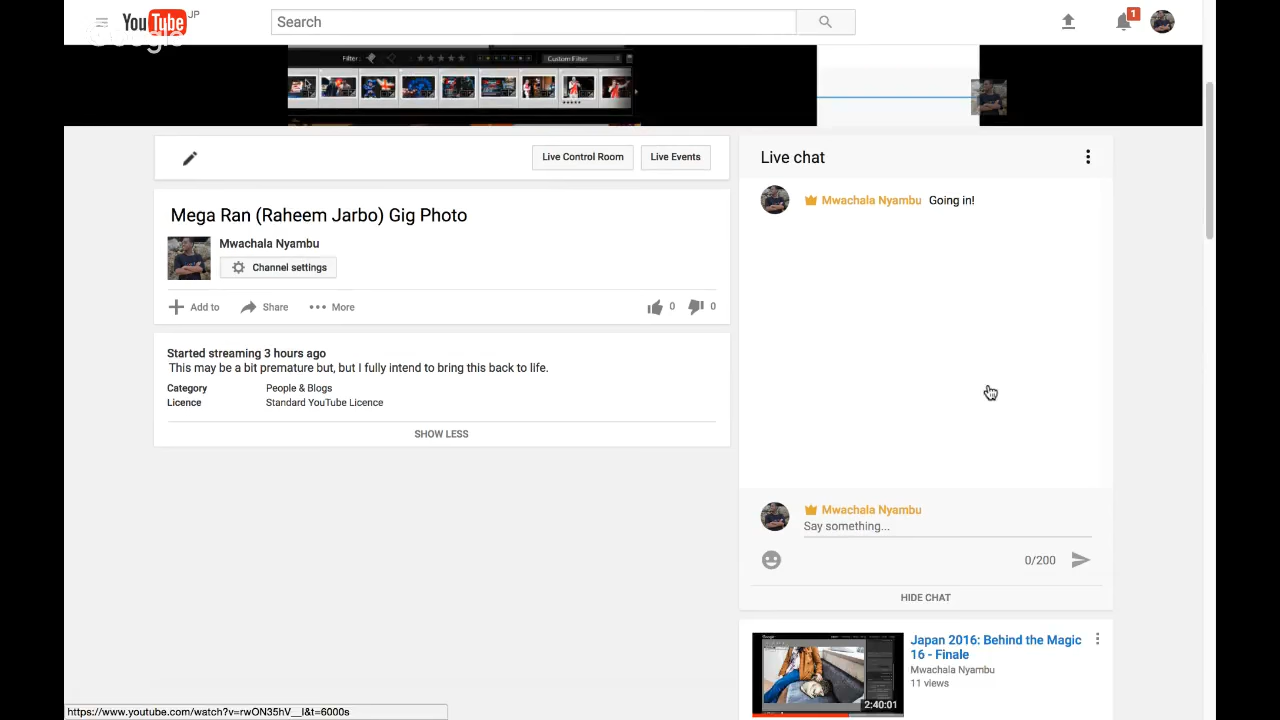 YouTube JP
Search
1
Google
Filter :
Custom Filter
Live Control Room
Live Events
Live chat
Mwachala Nyambu Going in!
Mega Ran (Raheem Jarbo) Gig Photo
Mwachala Nyambu
Channel settings
Add to
Share
More
0
0
Started streaming 3 hours ago
This may be a bit premature but, but I fully intend to bring this back to life.
Category People & Blogs
Licence Standard YouTube Licence
SHOW LESS
Mwachala Nyambu
Say something...
0/200
HIDE CHAT
Japan 2016: Behind the Magic
16 - Finale
Mwachala Nyambu
11 views
2:40:01
https://www.youtube.com/watch?v=rwON35hV__I&t=6000s